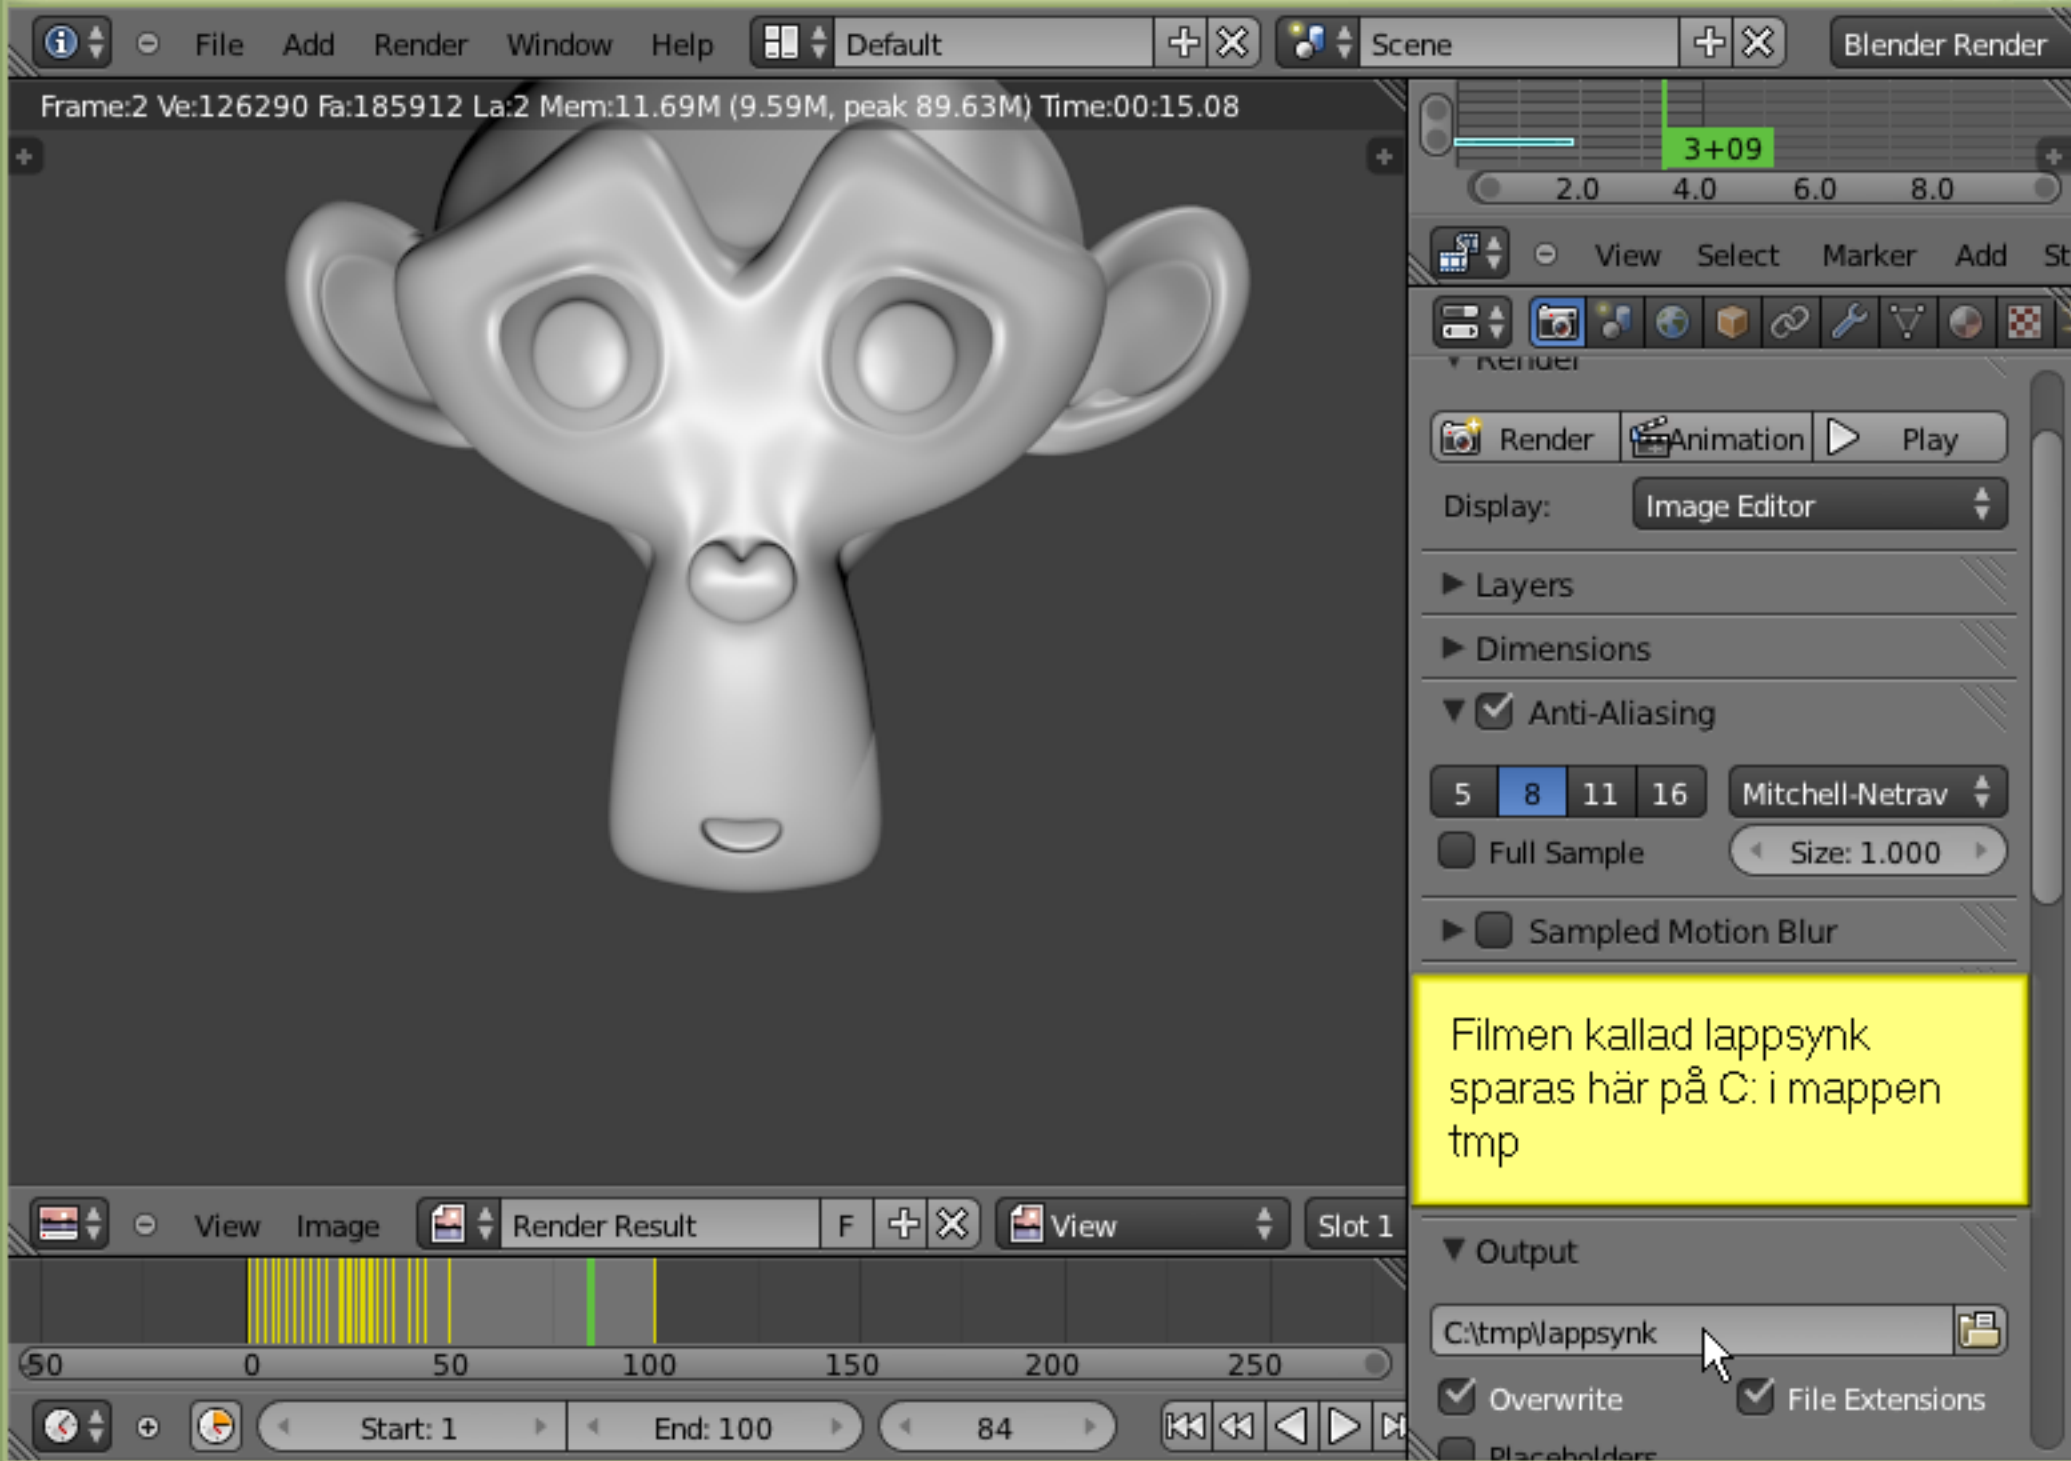 File Add Render Window Help Default Scene Blender Render
Frame:2 Ve:126290 Fa:185912 La:2 Mem:11.69M (9.59M, peak 89.63M) Time:00:15.08
3+09
2.0 4.0 6.0 8.0
View Select Marker Add St
Render
Render Animation Play
Display: Image Editor
Layers
Dimensions
Anti-Aliasing
5 8 11 16 Mitchell-Netrav
Full Sample Size: 1.000
Sampled Motion Blur
Filmen kallad lappsynk
sparas här på C: i mappen
tmp
View Image Render Result F View Slot 1
Output
C:\tmp\lappsynk
-50 0 50 100 150 200 250
Overwrite File Extensions
Start: 1 End: 100 84
Placeholders